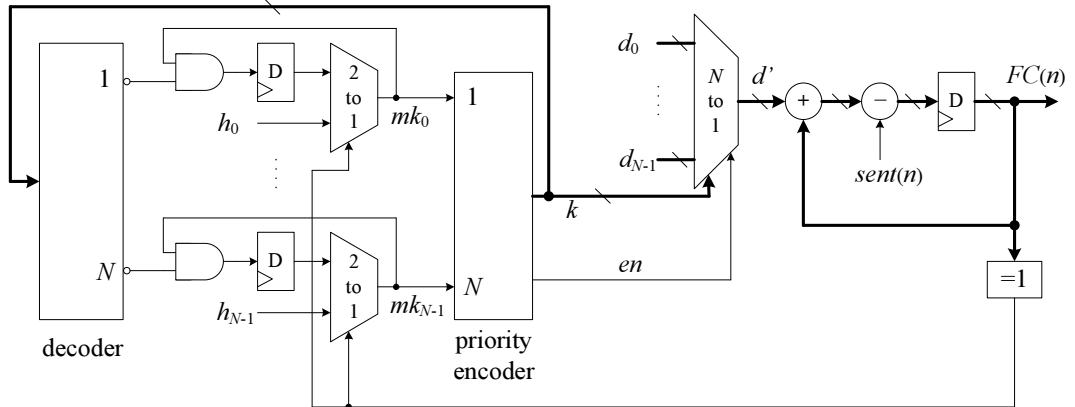 1
N
decoder
D
2
to
1
h0
mk0
D
2
to
1
hN-1
mkN-1
1
N
priority
encoder
k
en
d0
dN-1
N
to
1
d’
+
−
sent(n)
D
FC(n)
=1